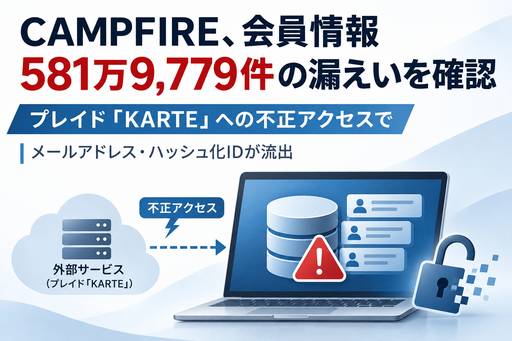 CAMPFIRE、会員情報
581万9,779件の漏えいを確認
プレイド「KARTE」への不正アクセスで
メールアドレス・ハッシュ化IDが流出
不正アクセス
外部サービス
(プレイド「KARTE」)